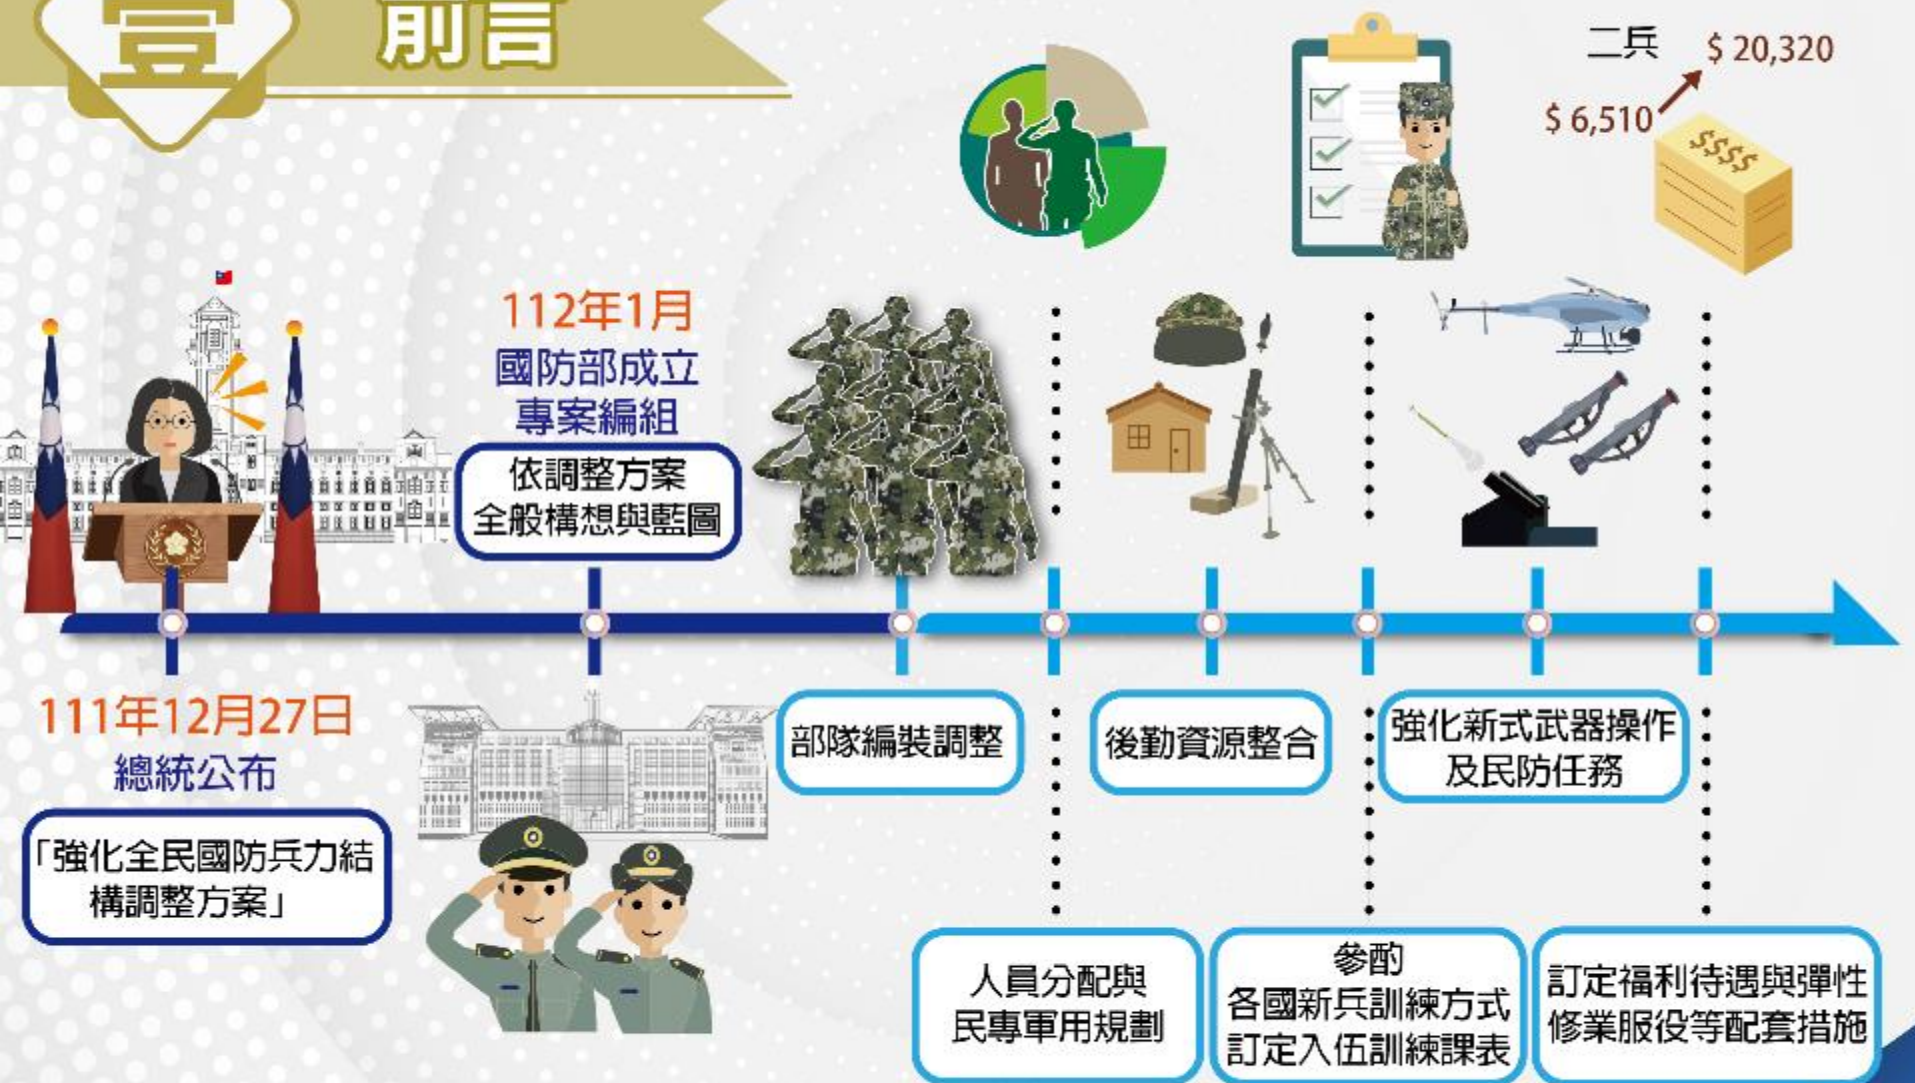 壹
前言
二兵
$ 20,320
$ 6,510
$$$$
112年1月
國防部成立
專案編組
依調整方案
全般構想與藍圖
111年12月27日
總統公布
「強化全民國防兵力結
構調整方案」
部隊編裝調整
後勤資源整合
強化新式武器操作
及民防任務
人員分配與
民專軍用規劃
參酌
各國新兵訓練方式
訂定入伍訓練課表
訂定福利待遇與彈性
修業服役等配套措施